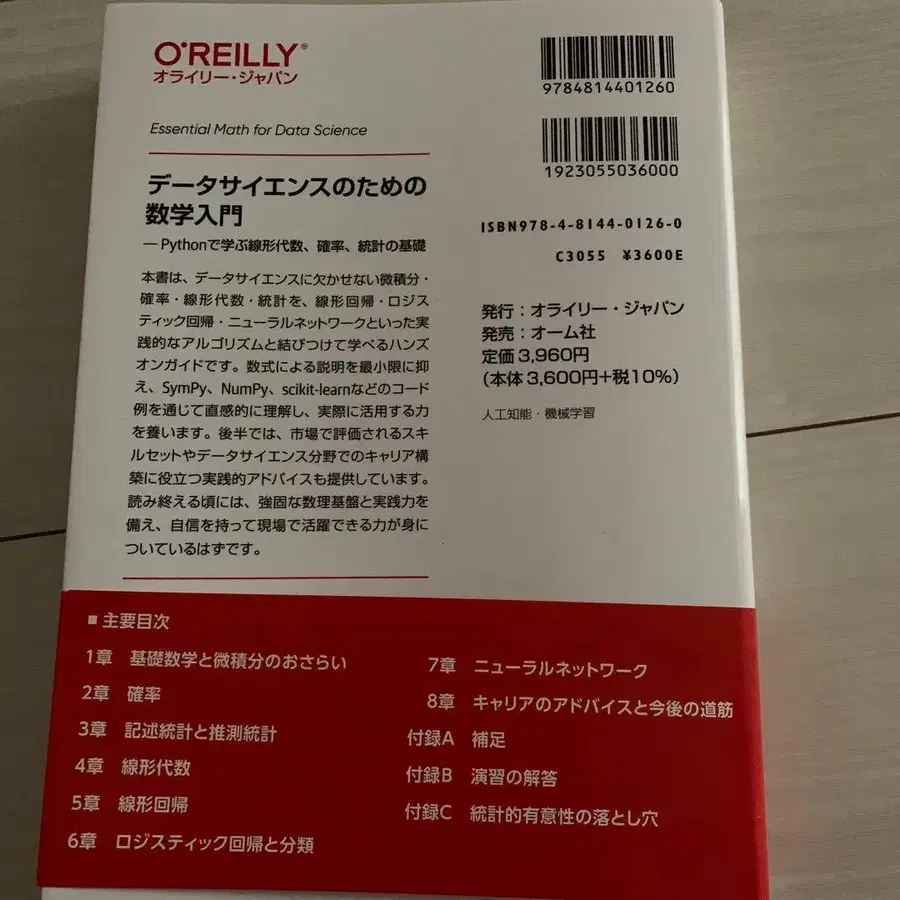 O'REILLY®
オライリー・ジャパン
Essential Math for Data Science
データサイエンスのための
数学入門
―Pythonで学ぶ線形代数、確率、統計の基礎
本書は、データサイエンスに欠かせない微積分・
確率・線形代数・統計を、線形回帰・ロジス
ティック回帰・ニューラルネットワークといった実
践的なアルゴリズムと結びつけて学べるハンズ
オンガイドです。数式による説明を最小限に抑
え、SymPy、NumPy、scikit-learnなどのコード
例を通じて直感的に理解し、実際に活用する力
を養います。後半では、市場で評価されるスキ
ルセットやデータサイエンス分野でのキャリア構
築に役立つ実践的アドバイスも提供しています。
読み終える頃には、強固な数理基盤と実践力を
備え、自信を持って現場で活躍できる力が身に
ついているはずです。
9784814401260
1923055036000
ISBN978-4-8144-0126-0
C3055 ¥3600E
発行：オライリー・ジャパン
発売：オーム社
定価3,960円
(本体3,600円+税10%)
人工知能・機械学習
■主要目次
1章 基礎数学と微積分のおさらい
2章 確率
3章 記述統計と推測統計
4章 線形代数
5章 線形回帰
6章 ロジスティック回帰と分類
7章 ニューラルネットワーク
8章 キャリアのアドバイスと今後の道筋
付録A 補足
付録B 演習の解答
付録C 統計的有意性の落とし穴